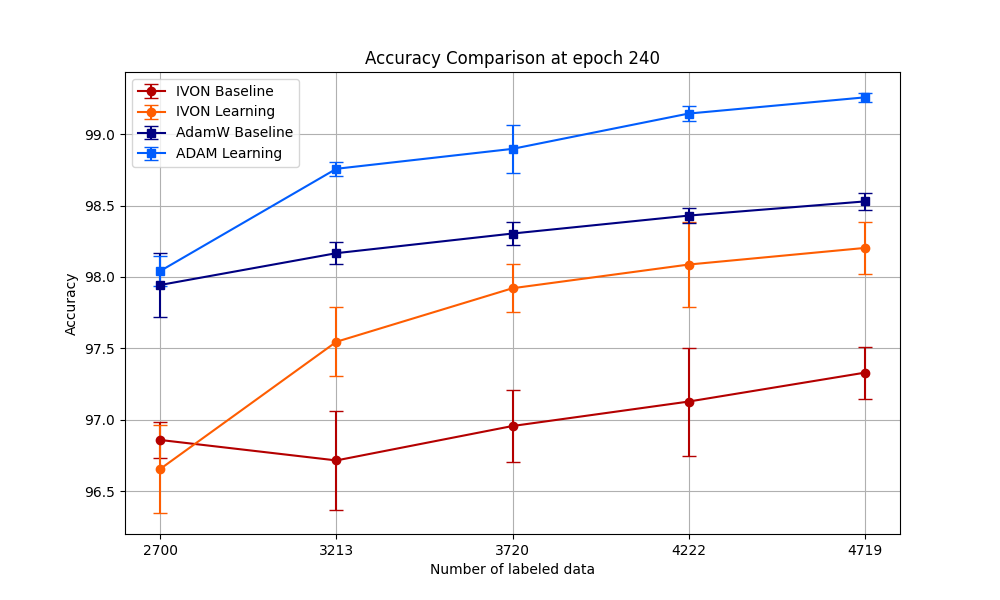 Accuracy Comparison at epoch 240
IVON Baseline
IVON Learning
AdamW Baseline
ADAM Learning
Accuracy
99.0
98.5
98.0
97.5
97.0
96.5
2700 3213 3720 4222 4719
Number of labeled data